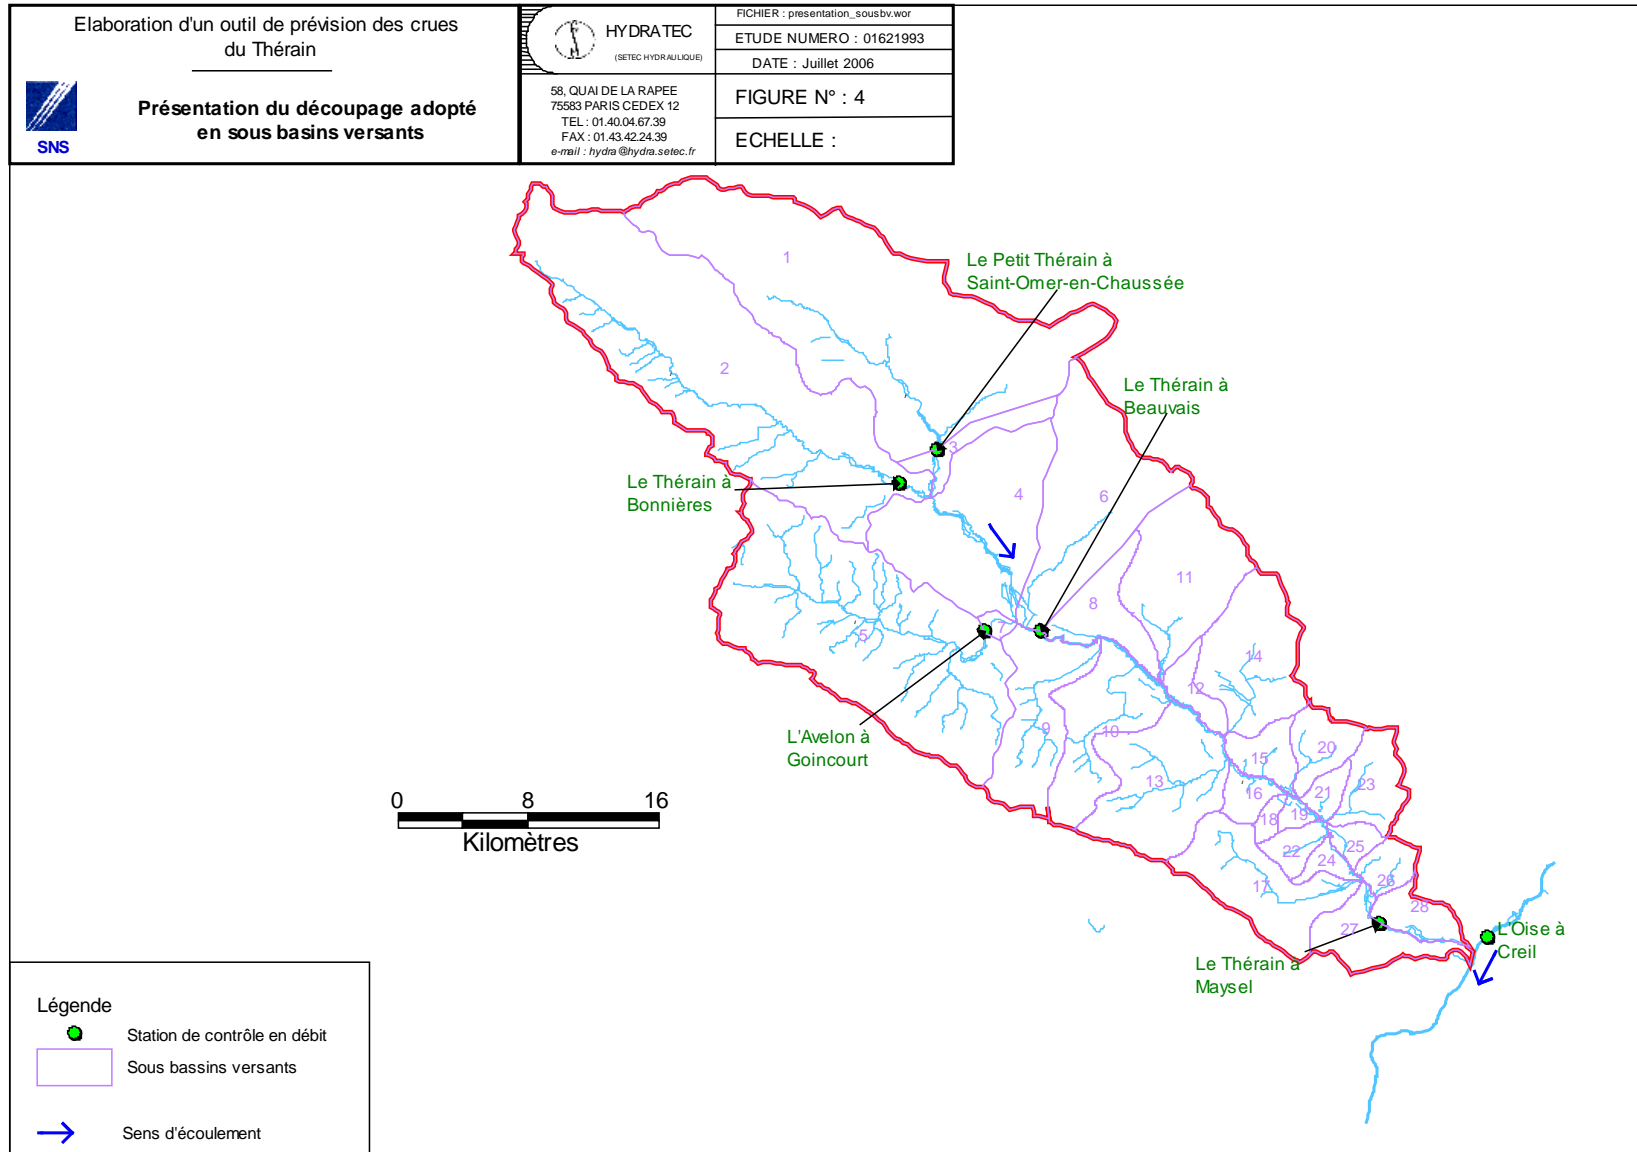 Elaboration d'un outil de prévision des crues
du Thérain
Présentation du découpage adopté
en sous basins versants
SNS
HYDRATEC
(SETEC HYDRAULIQUE)
58, QUAI DE LA RAPEE
75583 PARIS CEDEX 12
TEL : 01.40.04.67.39
FAX : 01.43.42.24.39
e-mail : hydra@hydra.setec.fr
FICHIER : presentation_sousbv.wor
ETUDE NUMERO : 01621993
DATE : Juillet 2006
FIGURE N° : 4
ECHELLE :
1
Le Petit Thérain à
Saint-Omer-en-Chaussée
2
Le Thérain à
Beauvais
3
Le Thérain à
Bonnières
4
6
11
8
5
7
14
12
9
10
L'Avelon à
Goincourt
13
15
20
16
21
23
18
19
22
24
25
17
26
28
27
L'Oise à
Creil
Le Thérain à
Maysel
0
8
16
Kilomètres
Légende
Station de contrôle en débit
Sous bassins versants
Sens d'écoulement